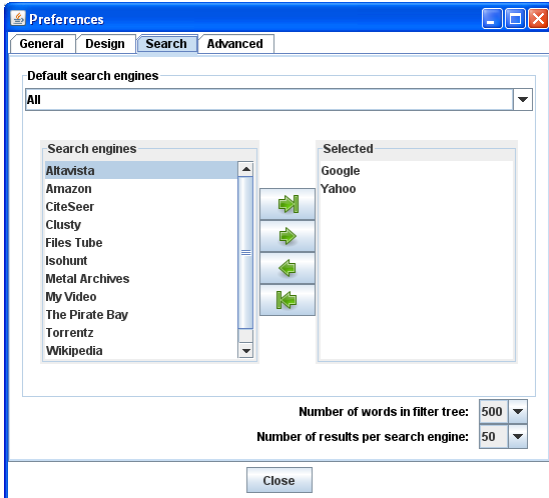 Preferences
General Design Search Advanced
Default search engines
All
Search engines
Altavista
Amazon
CiteSeer
Clusty
Files Tube
Isohunt
Metal Archives
My Video
The Pirate Bay
Torrentz
Wikipedia
Selected
Google
Yahoo
Number of words in filter tree: 500
Number of results per search engine: 50
Close